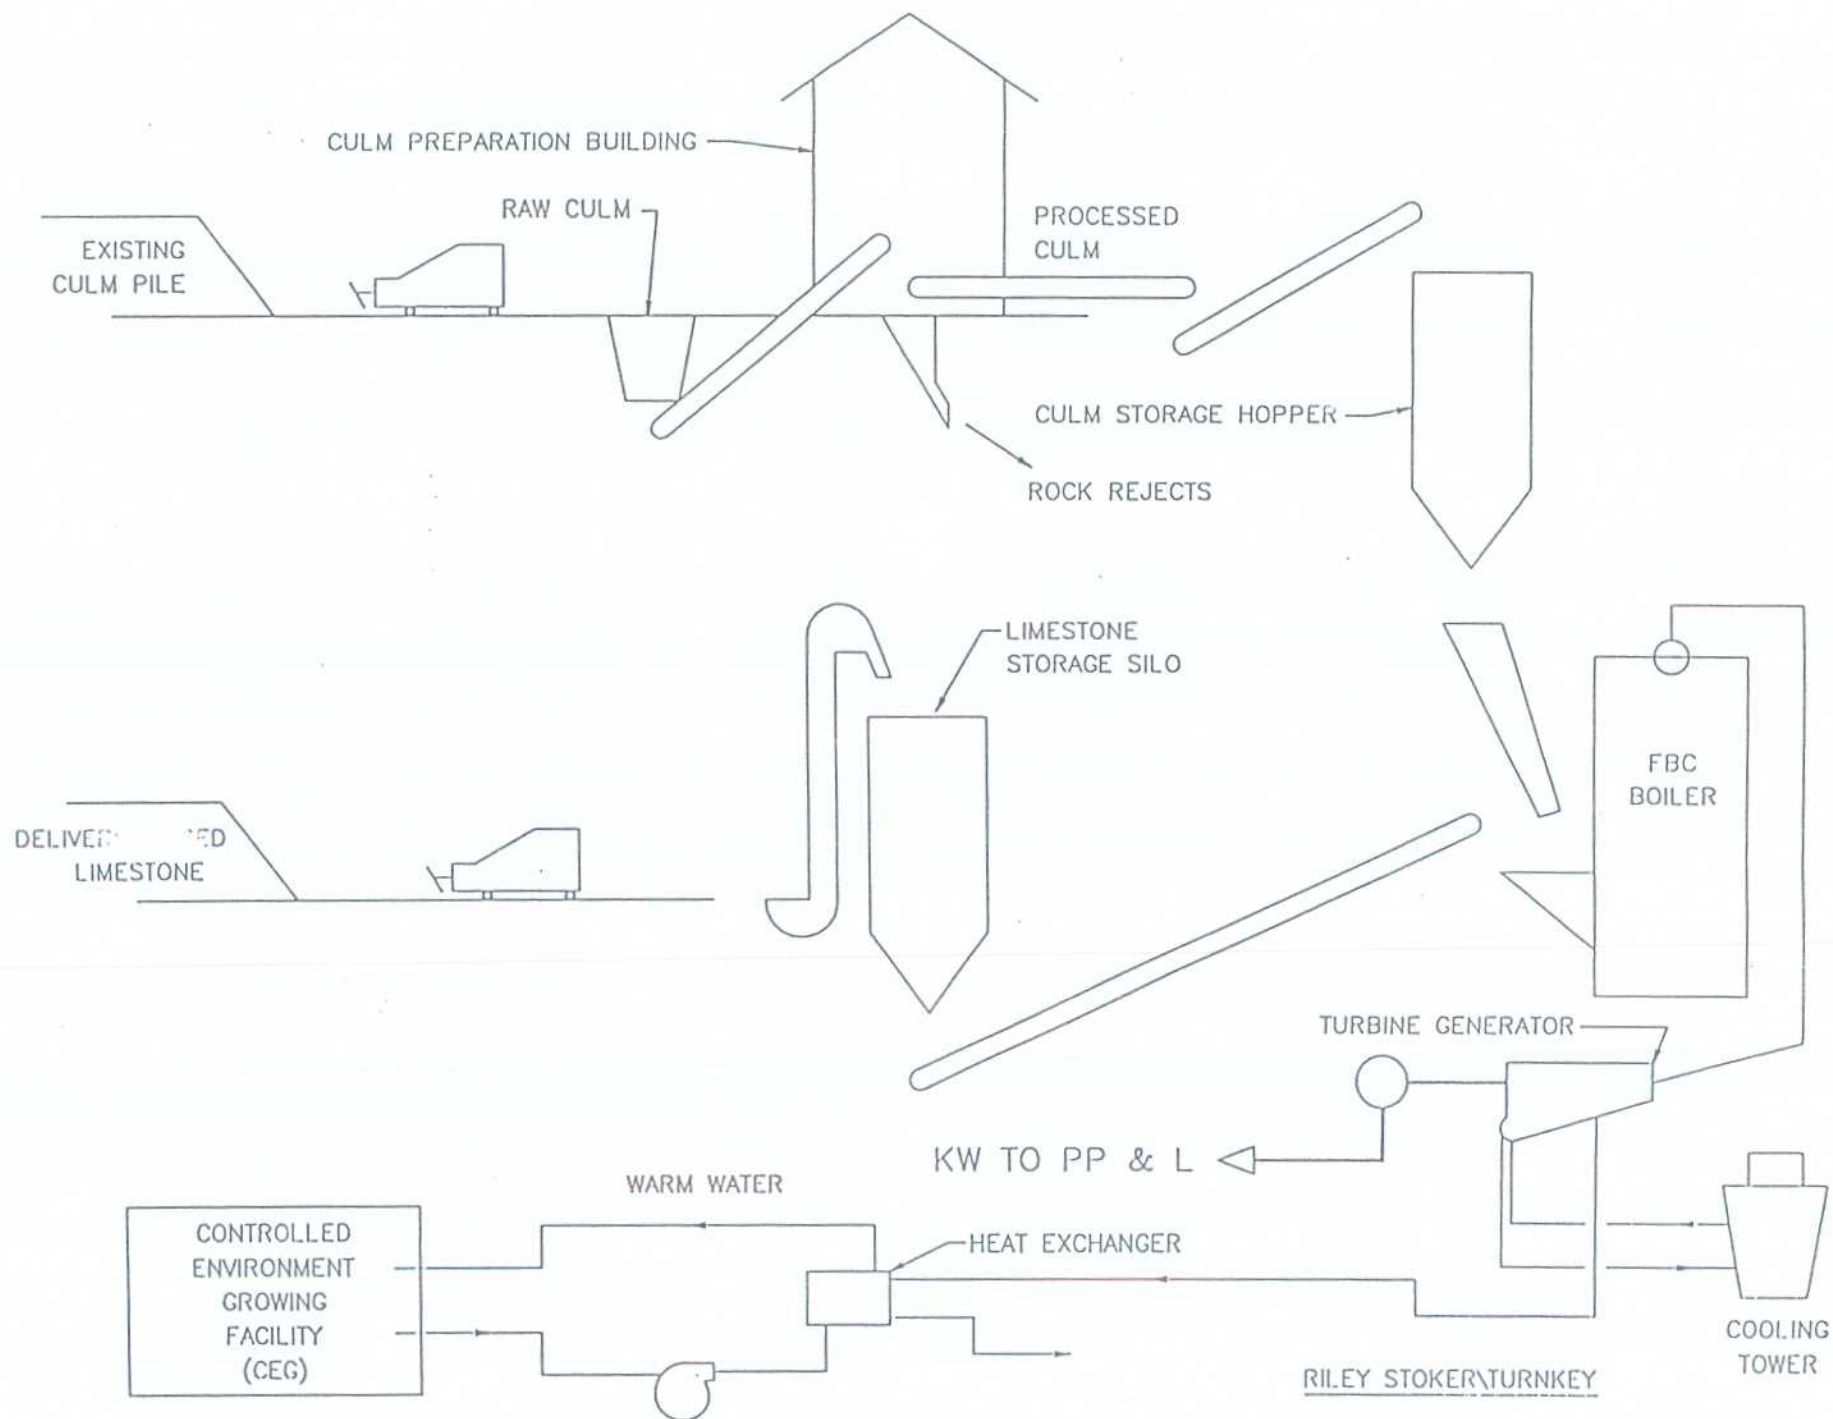 CULM PREPARATION BUILDING
RAW CULM
PROCESSED
CULM
EXISTING
CULM PILE
CULM STORAGE HOPPER
ROCK REJECTS
LIMESTONE
STORAGE SILO
FBC
BOILER
LIMESTONE
TURBINE GENERATOR
KW TO PP & L
WARM WATER
CONTROLLED
ENVIRONMENT
GROWING
FACILITY
(CEG)
HEAT EXCHANGER
COOLING
TOWER
RILEY STOKER\TURNKEY